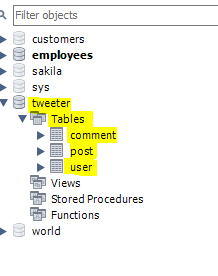 Filter objects
customers
employees
sakila
sys
tweeter
Tables
comment
post
user
Views
Stored Procedures
Functions
world